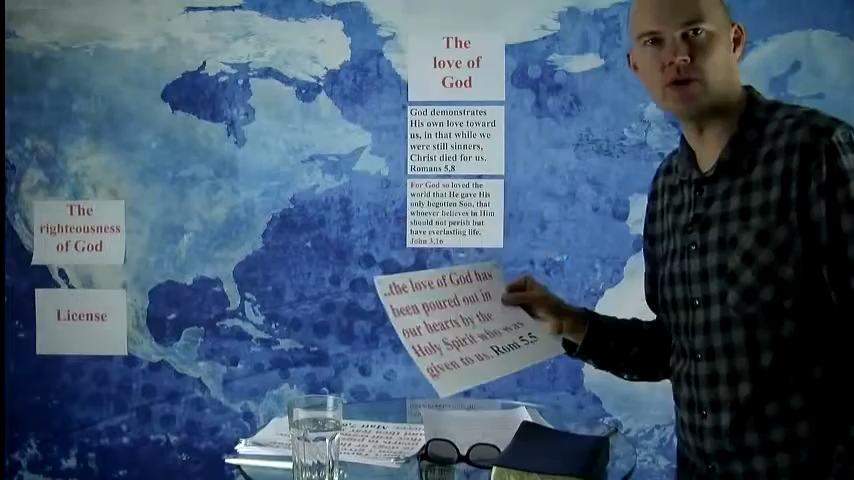 The
love of
God
God demonstrates
His own love toward
us, in that while we
were still sinners,
Christ died for us.
Romans 5,8
For God so loved the
world that He gave His
only begotten Son, that
whoever believes in Him
should not perish but
have everlasting life.
John 3,16
The
righteousness
of God
License
..the love of God has
been poured out in
our hearts by the
Holy Spirit who was
given to us. Rom 5,5